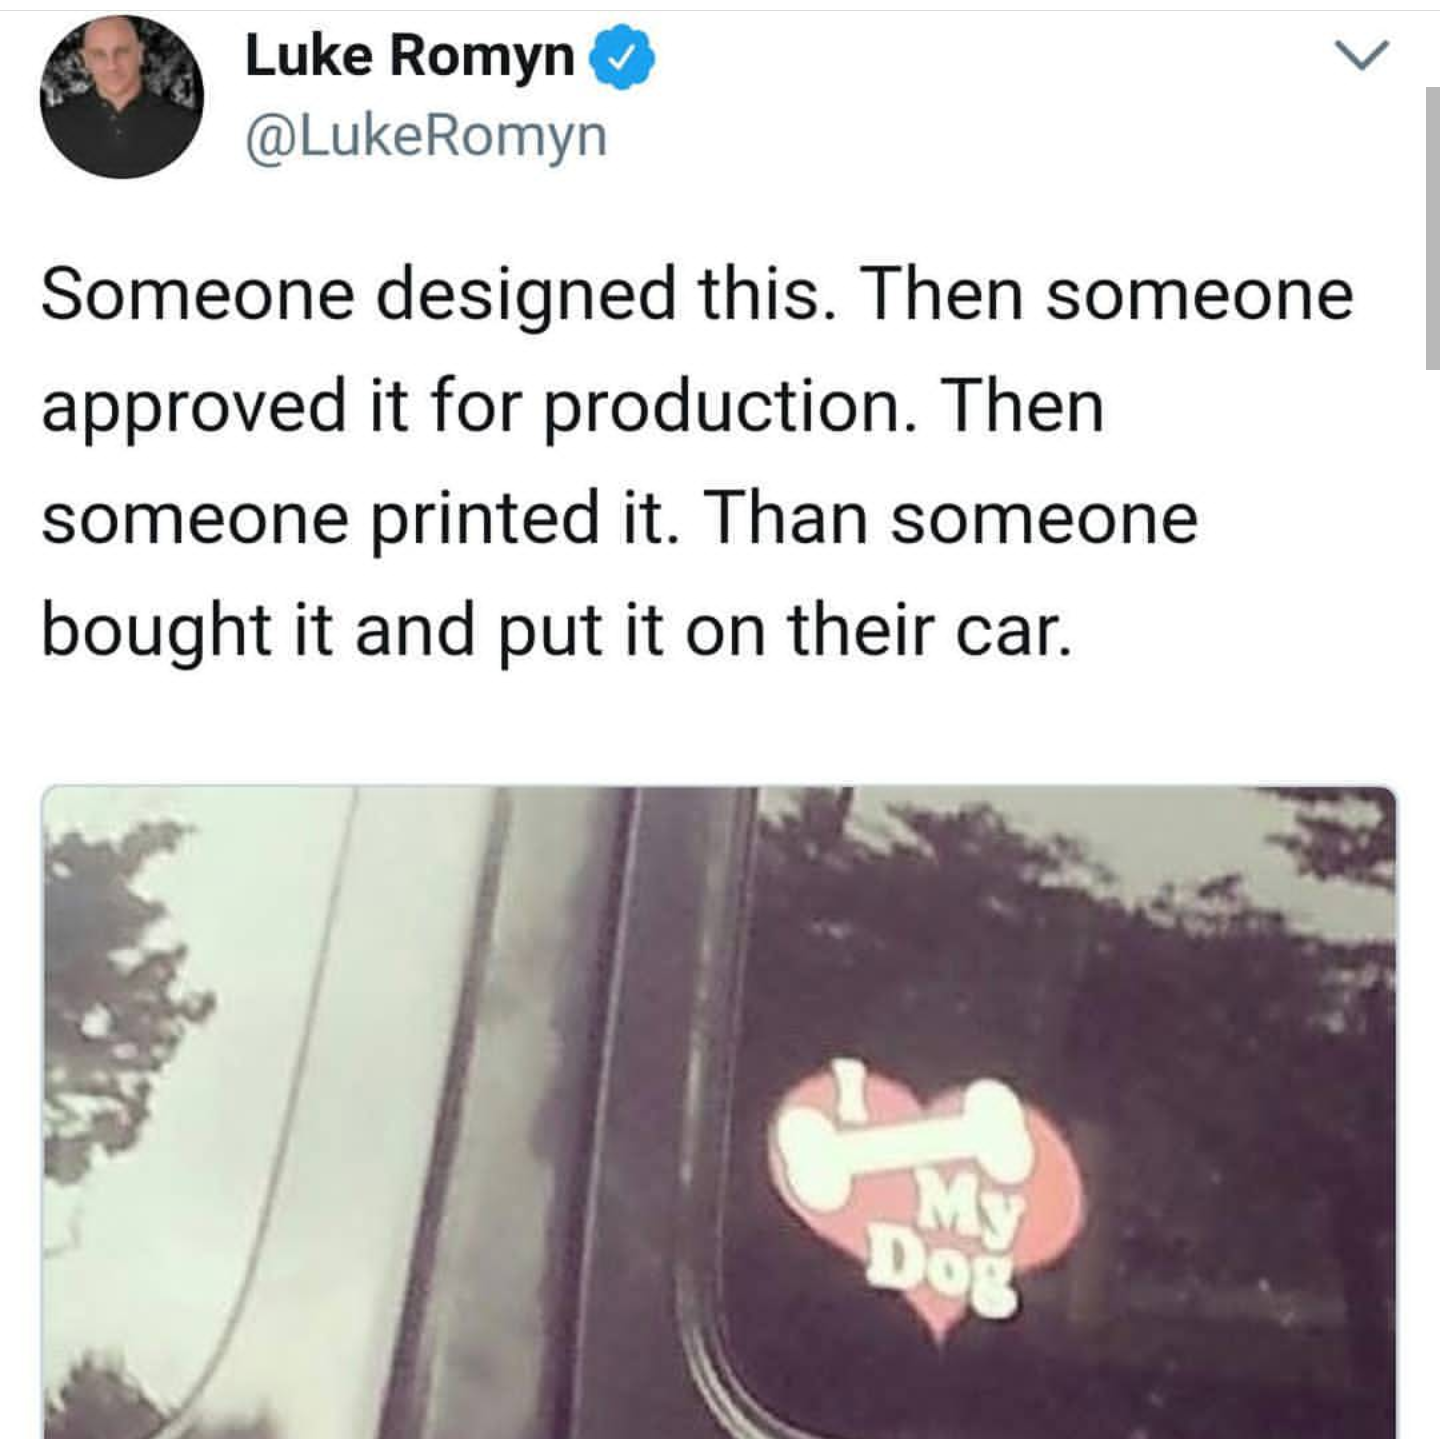 Luke Romyn
@LukeRomyn
Someone designed this. Then someone
approved it for production. Then
someone printed it. Than someone
bought it and put it on their car.
I
My
Dog